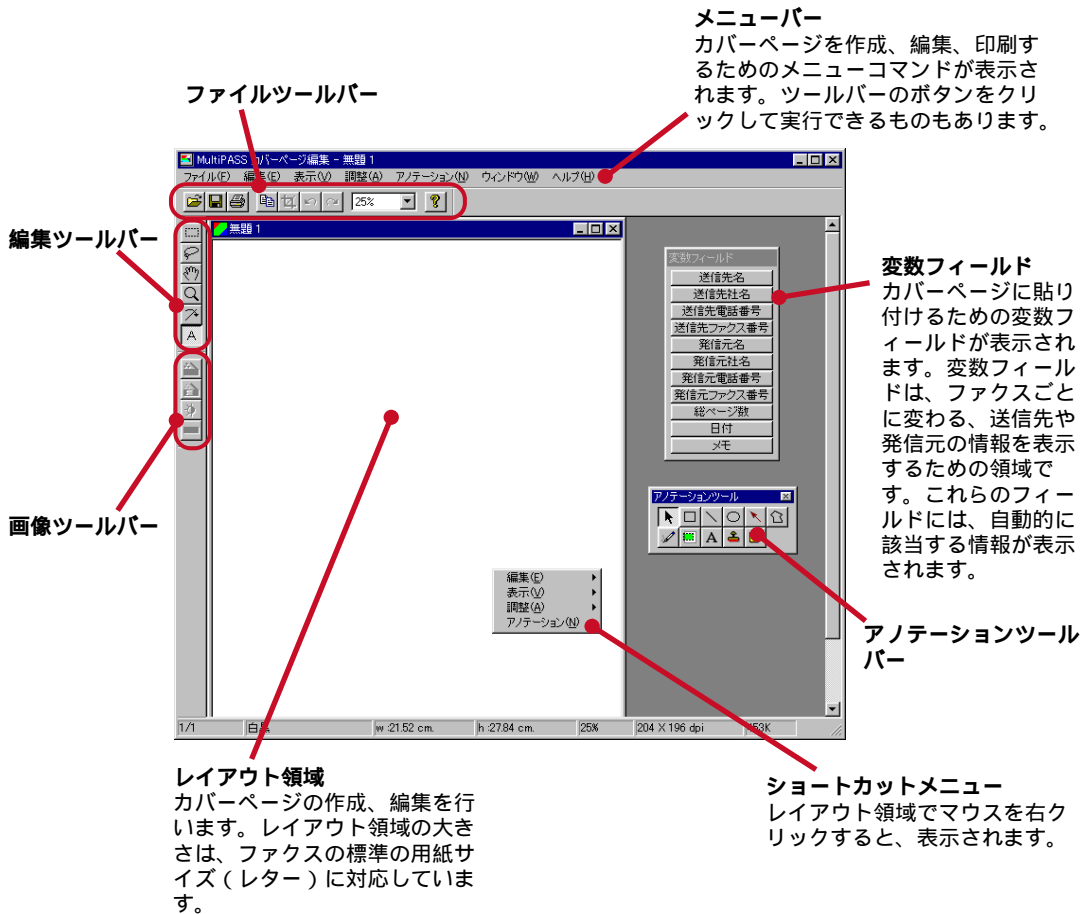 メニューバー
カバーページを作成、編集、印刷す
るためのメニューコマンドが表示さ
れます。ツールバーのボタンをクリ
ックして実行できるものもあります。
ファイルツールバー
MultiPASS カバーページ編集 - 無題 1
ファイル(F) 編集(E) 表示(V) 調整(A) アノテーション(N) ウィンドウ(W) ヘルプ(H)
25%
編集ツールバー
無題 1
A
画像ツールバー
変数フィールド
送信先名
送信先社名
送信先電話番号
送信先ファクス番号
発信元名
発信元社名
発信元電話番号
発信元ファクス番号
総ページ数
日付
メモ
変数フィールド
カバーページに貼り
付けるための変数フ
ィールドが表示され
ます。変数フィール
ドは、ファクスごと
に変わる、送信先や
発信元の情報を表示
するための領域で
す。これらのフィー
ルドには、自動的に
該当する情報が表示
されます。
アノテーションツール
A
アノテーションツール
バー
編集(E)
表示(V)
調整(A)
アノテーション(N)
1/1 白黒 w :21.52 cm. h :27.84 cm. 25% 204 X 196 dpi
レイアウト領域
カバーページの作成、編集を行
います。レイアウト領域の大き
さは、ファクスの標準の用紙サ
イズ（レター）に対応していま
す。
ショートカットメニュー
レイアウト領域でマウスを右ク
リックすると、表示されます。